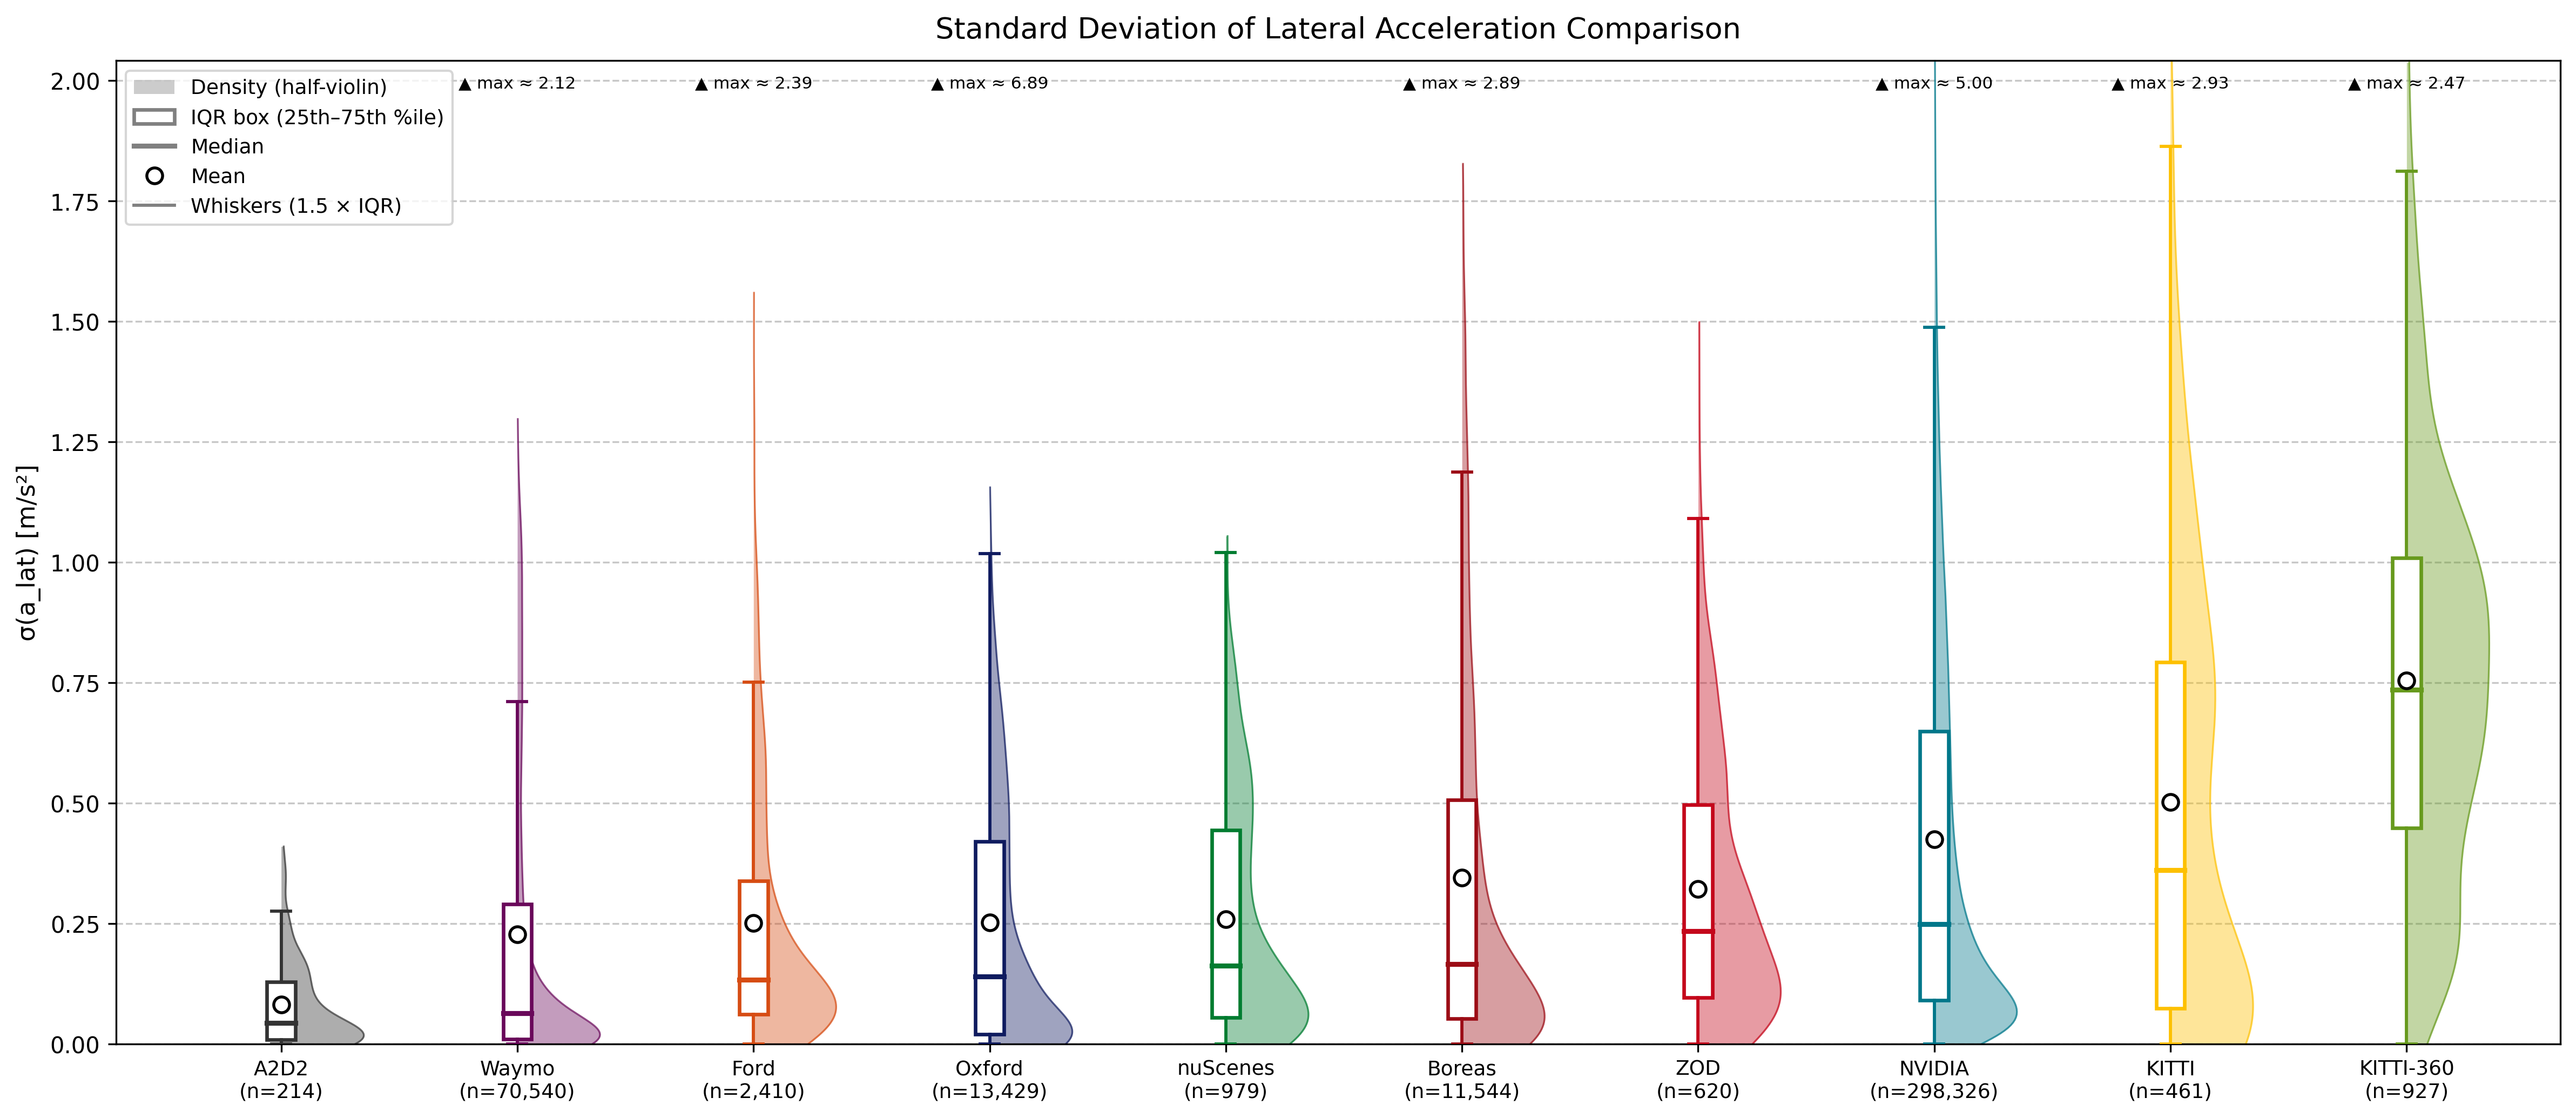 Standard Deviation of Lateral Acceleration Comparison
Density (half-violin)
IQR box (25th–75th %ile)
Median
Mean
Whiskers (1.5 × IQR)
▲ max ≈ 2.12
▲ max ≈ 2.39
▲ max ≈ 6.89
▲ max ≈ 2.89
▲ max ≈ 5.00
▲ max ≈ 2.93
▲ max ≈ 2.47
σ(a_lat) [m/s²]
2.00
1.75
1.50
1.25
1.00
0.75
0.50
0.25
0.00
A2D2
(n=214)
Waymo
(n=70,540)
Ford
(n=2,410)
Oxford
(n=13,429)
nuScenes
(n=979)
Boreas
(n=11,544)
ZOD
(n=620)
NVIDIA
(n=298,326)
KITTI
(n=461)
KITTI-360
(n=927)